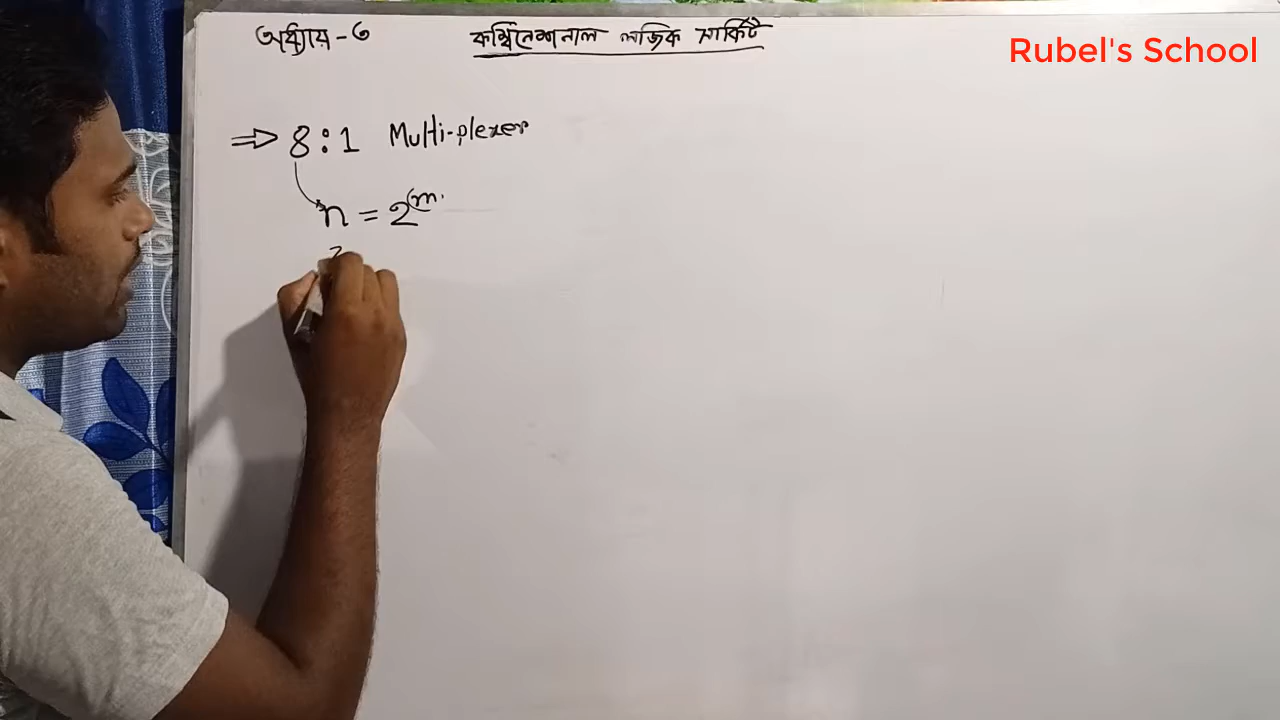 অধ্যায়-৩ কম্বিনেশনাল লজিক সার্কিট
Rubel's School
⇒ 8:1 Multi-plexer
n = 2^m